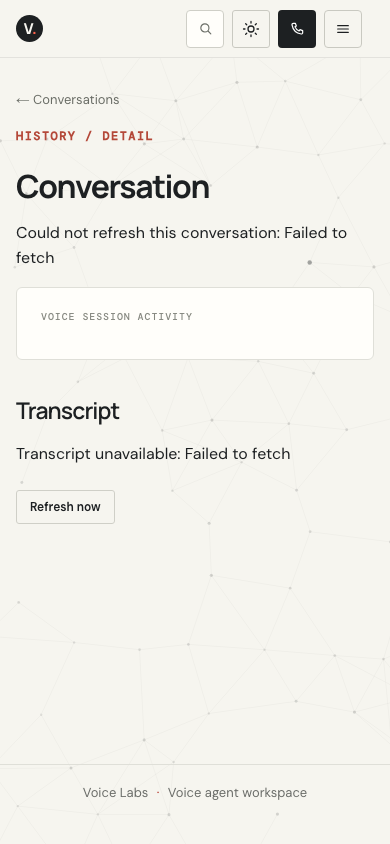 V.
← Conversations
HISTORY / DETAIL
Conversation
Could not refresh this conversation: Failed to
fetch
VOICE SESSION ACTIVITY
Transcript
Transcript unavailable: Failed to fetch
Refresh now
Voice Labs · Voice agent workspace